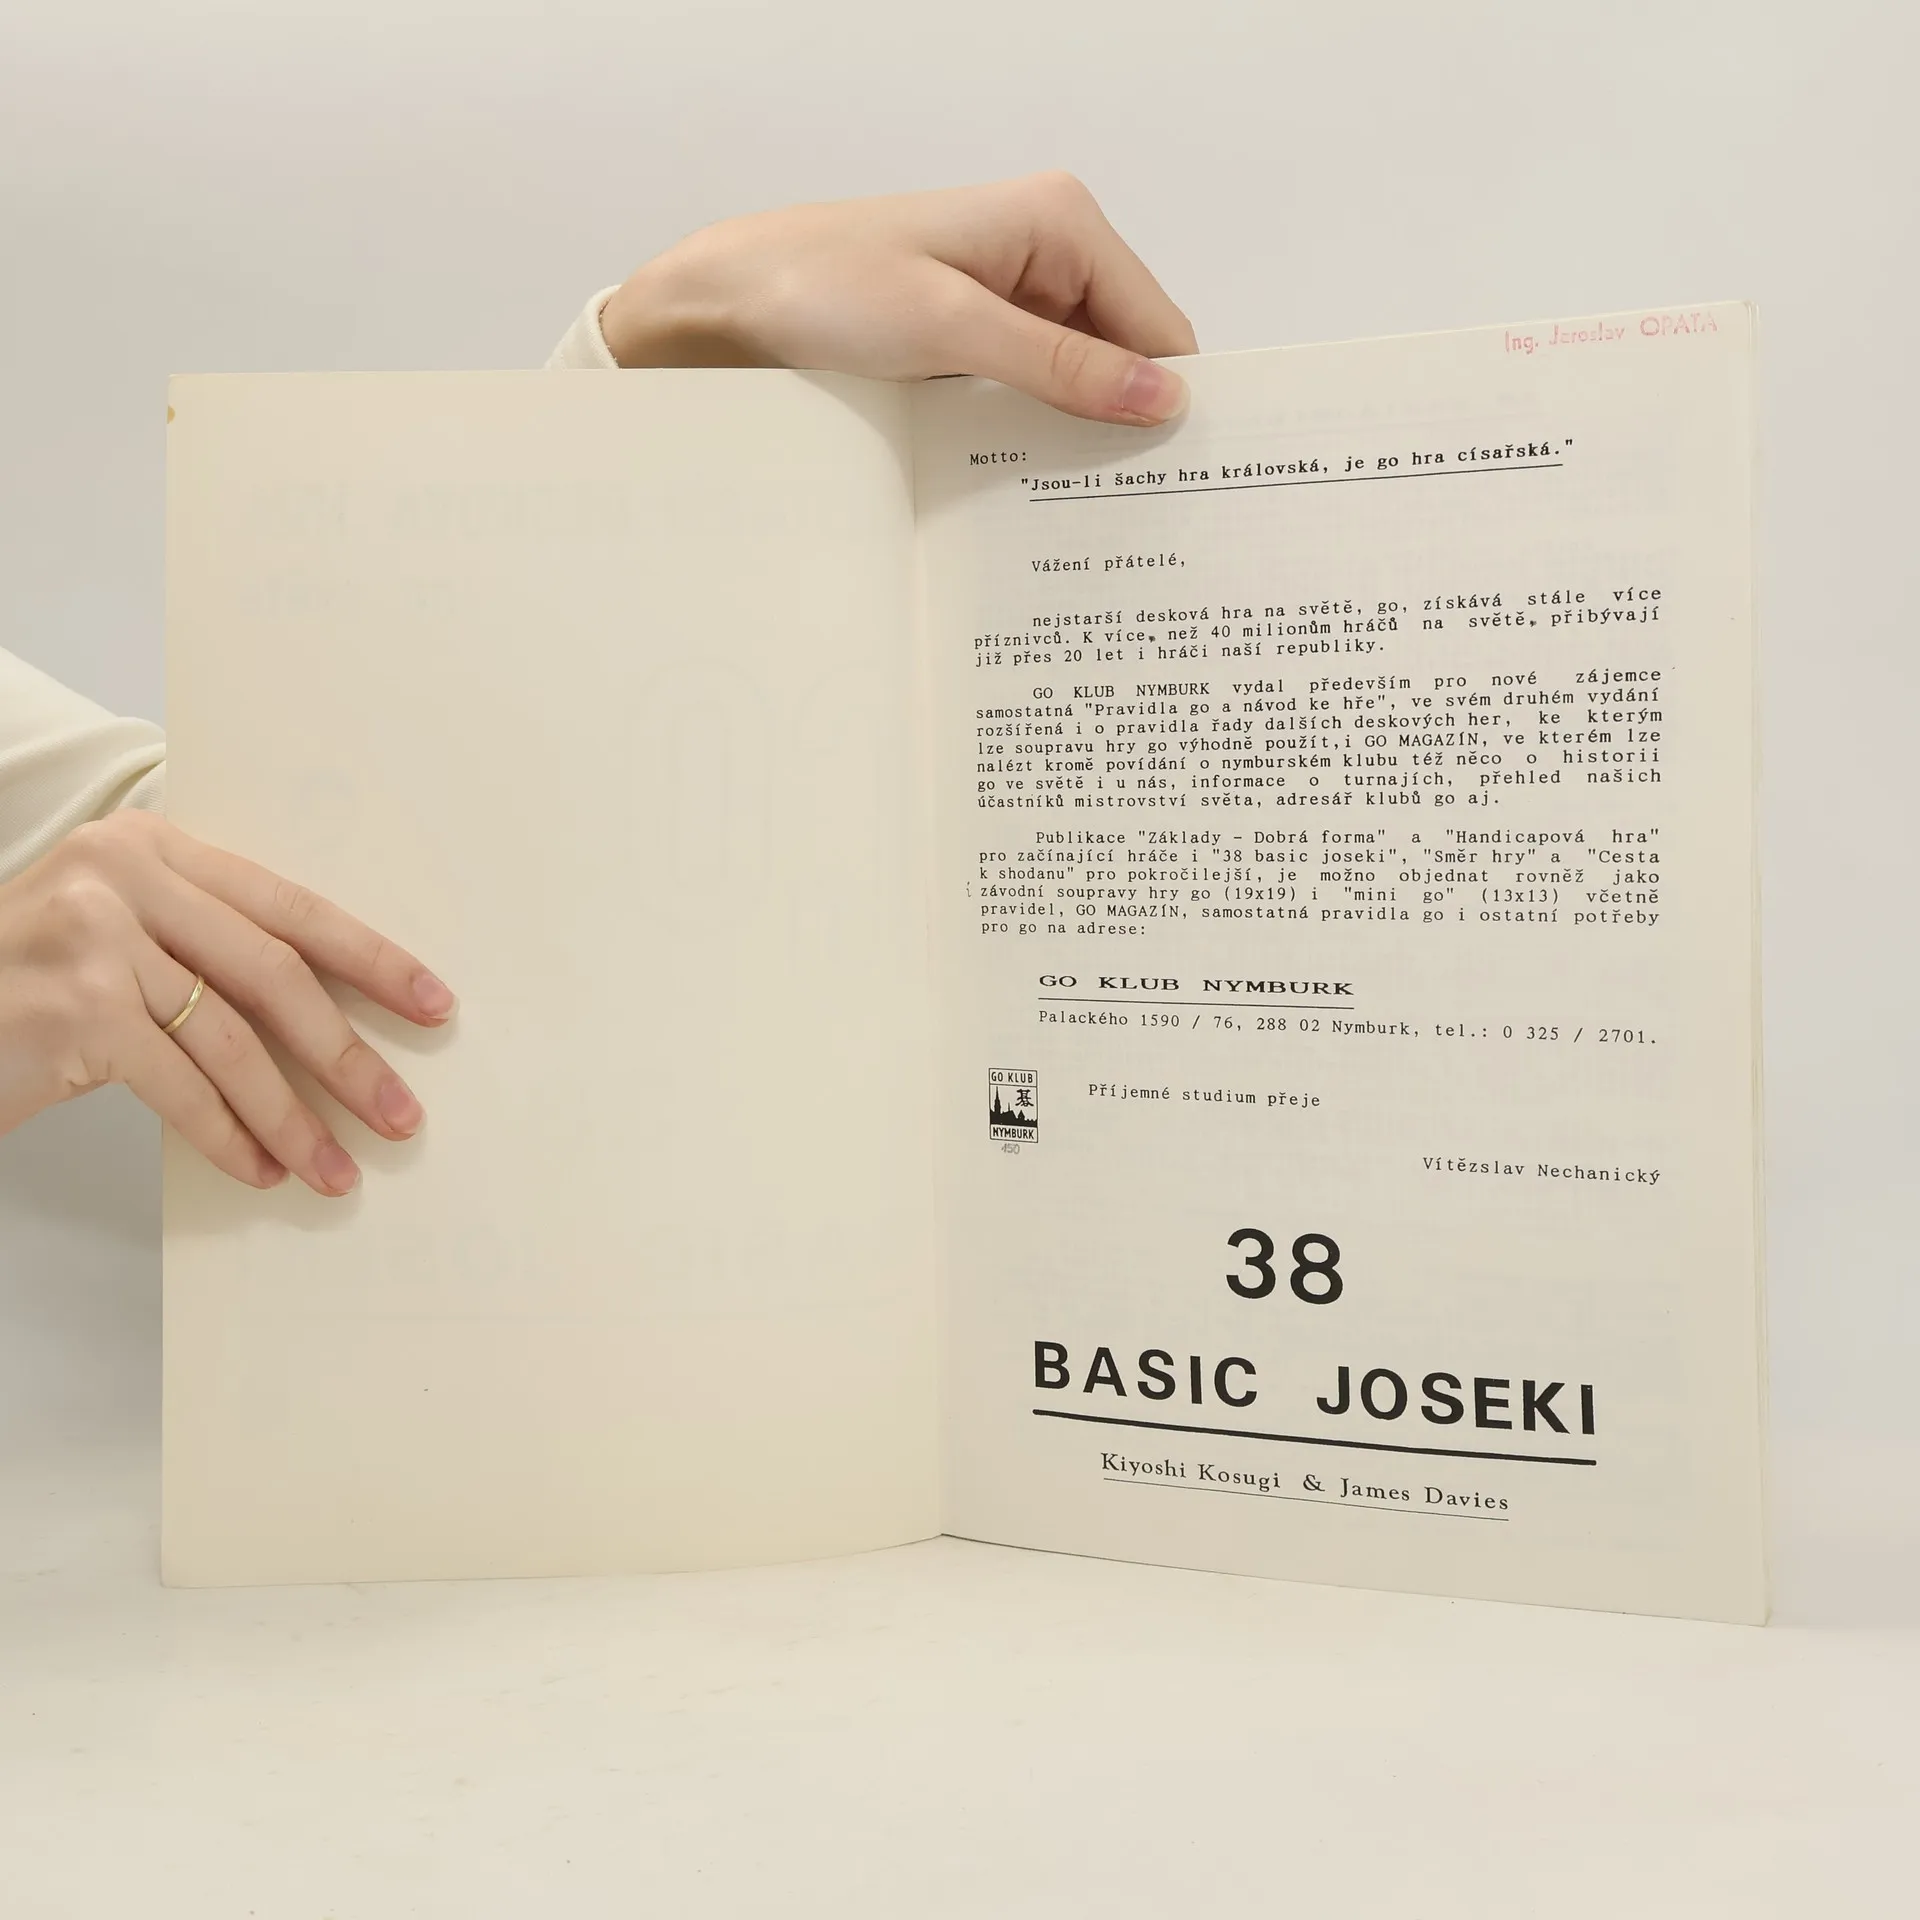 Ing. Jaroslav OPATA
Motto:
"Jsou-li šachy hra královská, je go hra císařská."
Vážení přátelé,
nejstarší desková hra na světě, go, získává stále více
příznivců. K více, než 40 milionům hráčů na světě, přibývají
již přes 20 let i hráči naší republiky.
GO KLUB NYMBURK vydal především pro nové zájemce
samostatná "Pravidla go a návod ke hře", ve svém druhém vydání
rozšířená i o pravidla řady dalších deskových her, ke kterým
lze soupravu hry go výhodně použít,i GO MAGAZÍN, ve kterém lze
nalézt kromě povídání o nymburském klubu též něco o historii
go ve světě i u nás, informace o turnajích, přehled našich
účastníků mistrovství světa, adresář klubů go aj.
Publikace "Základy - Dobrá forma" a "Handicapová hra"
pro začínající hráče i "38 basic joseki", "Směr hry" a "Cesta
k shodanu" pro pokročilejší, je možno objednat rovněž jako
závodní soupravy hry go (19x19) i "mini go" (13x13) včetně
pravidel, GO MAGAZÍN, samostatná pravidla go i ostatní potřeby
pro go na adrese:
GO KLUB NYMBURK
Palackého 1590 / 76, 288 02 Nymburk, tel.: 0 325 / 2701.
GO KLUB
碁
NYMBURK
150
Příjemné studium přeje
Vítězslav Nechanický
38
BASIC JOSEKI
Kiyoshi Kosugi & James Davies